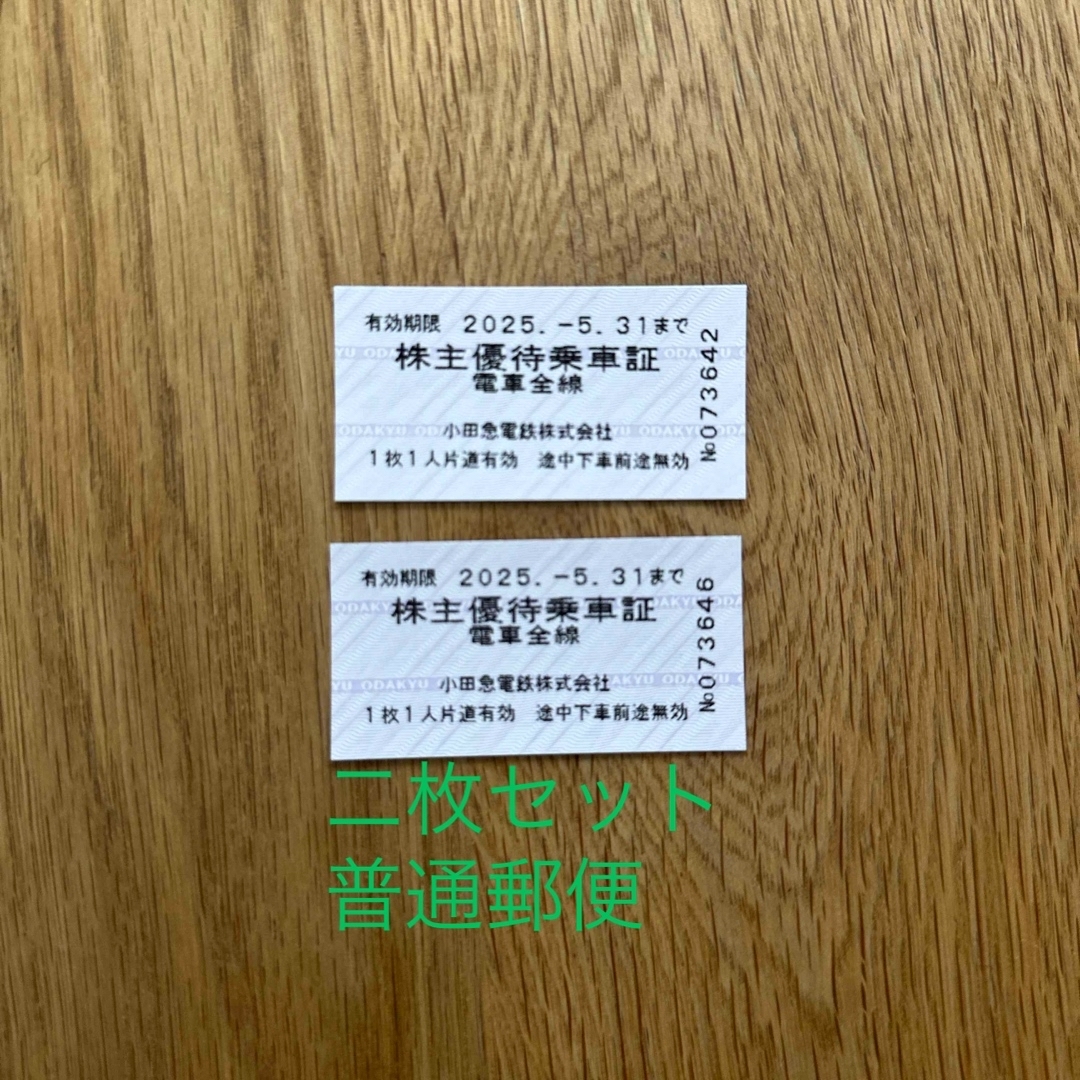 有効期限 2025.-5.31まで
株主優待乗車証
電車全線
小田急電鉄株式会社
1枚1人片道有効 途中下車前途無効
№073642
有効期限 2025.-5.31まで
株主優待乗車証
電車全線
小田急電鉄株式会社
1枚1人片道有効 途中下車前途無効
№073646
二枚セット
普通郵便